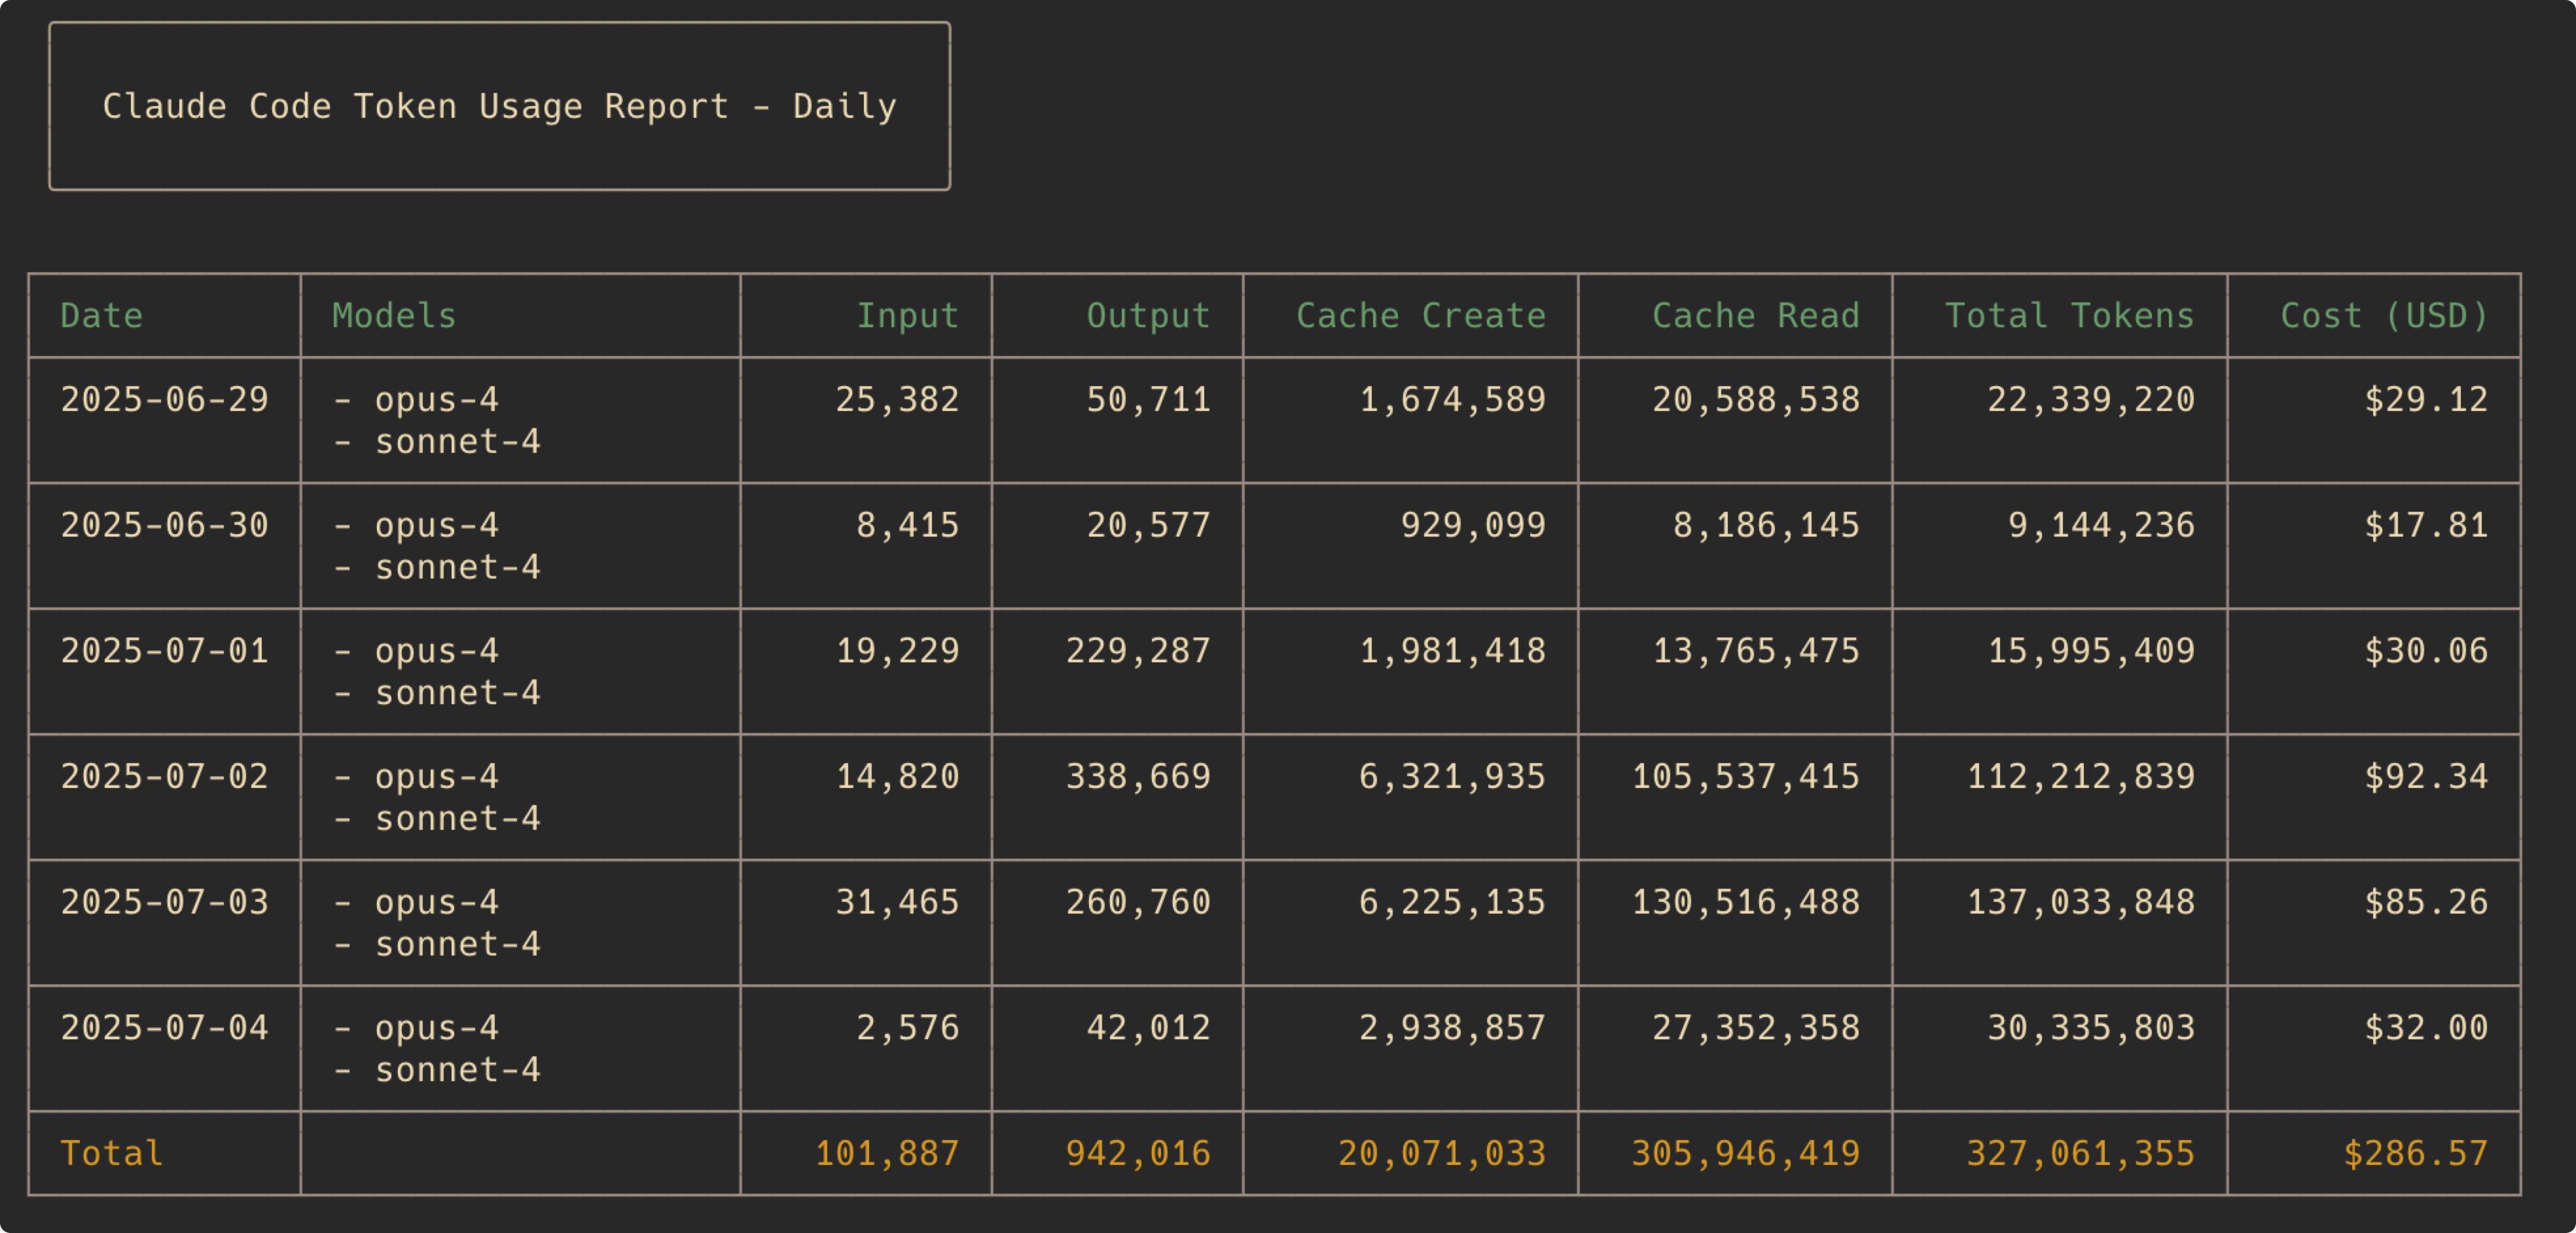 Claude Code Token Usage Report - Daily
Date Models Input Output Cache Create Cache Read Total Tokens Cost (USD)
2025-06-29 - opus-4 25,382 50,711 1,674,589 20,588,538 22,339,220 $29.12
- sonnet-4
2025-06-30 - opus-4 8,415 20,577 929,099 8,186,145 9,144,236 $17.81
- sonnet-4
2025-07-01 - opus-4 19,229 229,287 1,981,418 13,765,475 15,995,409 $30.06
- sonnet-4
2025-07-02 - opus-4 14,820 338,669 6,321,935 105,537,415 112,212,839 $92.34
- sonnet-4
2025-07-03 - opus-4 31,465 260,760 6,225,135 130,516,488 137,033,848 $85.26
- sonnet-4
2025-07-04 - opus-4 2,576 42,012 2,938,857 27,352,358 30,335,803 $32.00
- sonnet-4
Total 101,887 942,016 20,071,033 305,946,419 327,061,355 $286.57